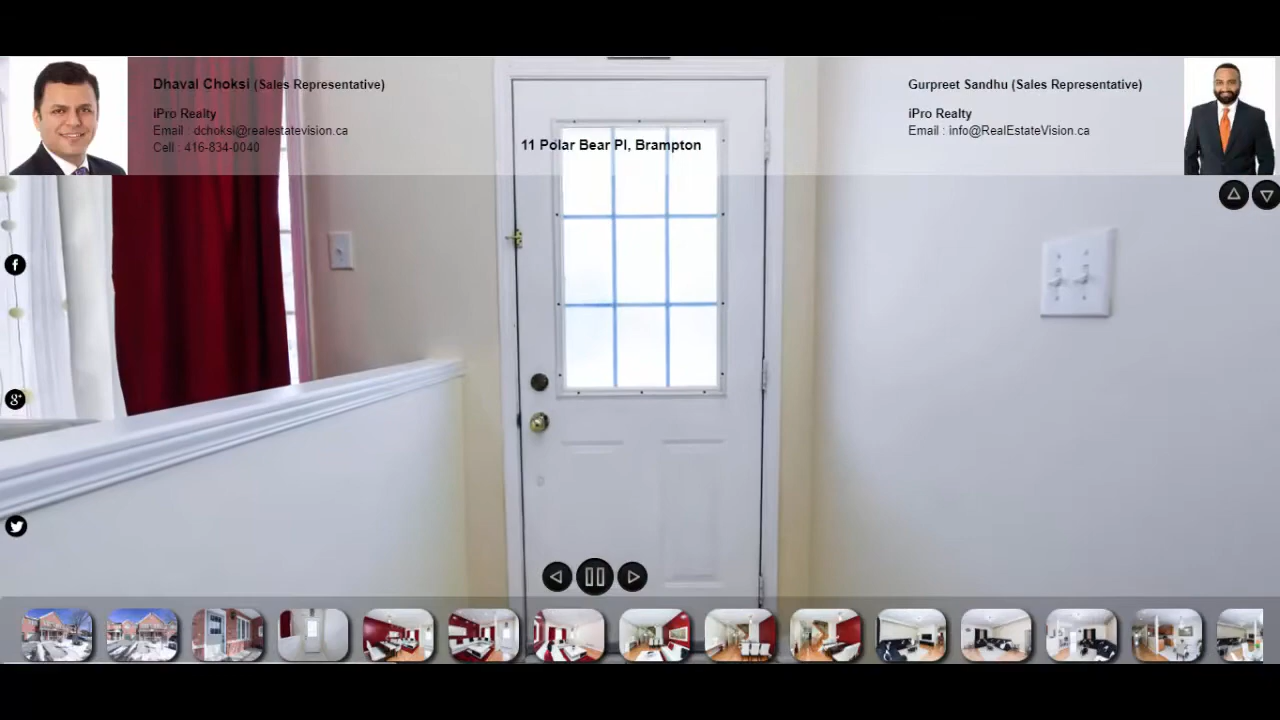 Dhaval Choksi (Sales Representative)
iPro Realty
Email : dchoksi@realestatevision.ca
Cell : 416-834-0040
11 Polar Bear Pl, Brampton
Gurpreet Sandhu (Sales Representative)
iPro Realty
Email : info@RealEstateVision.ca